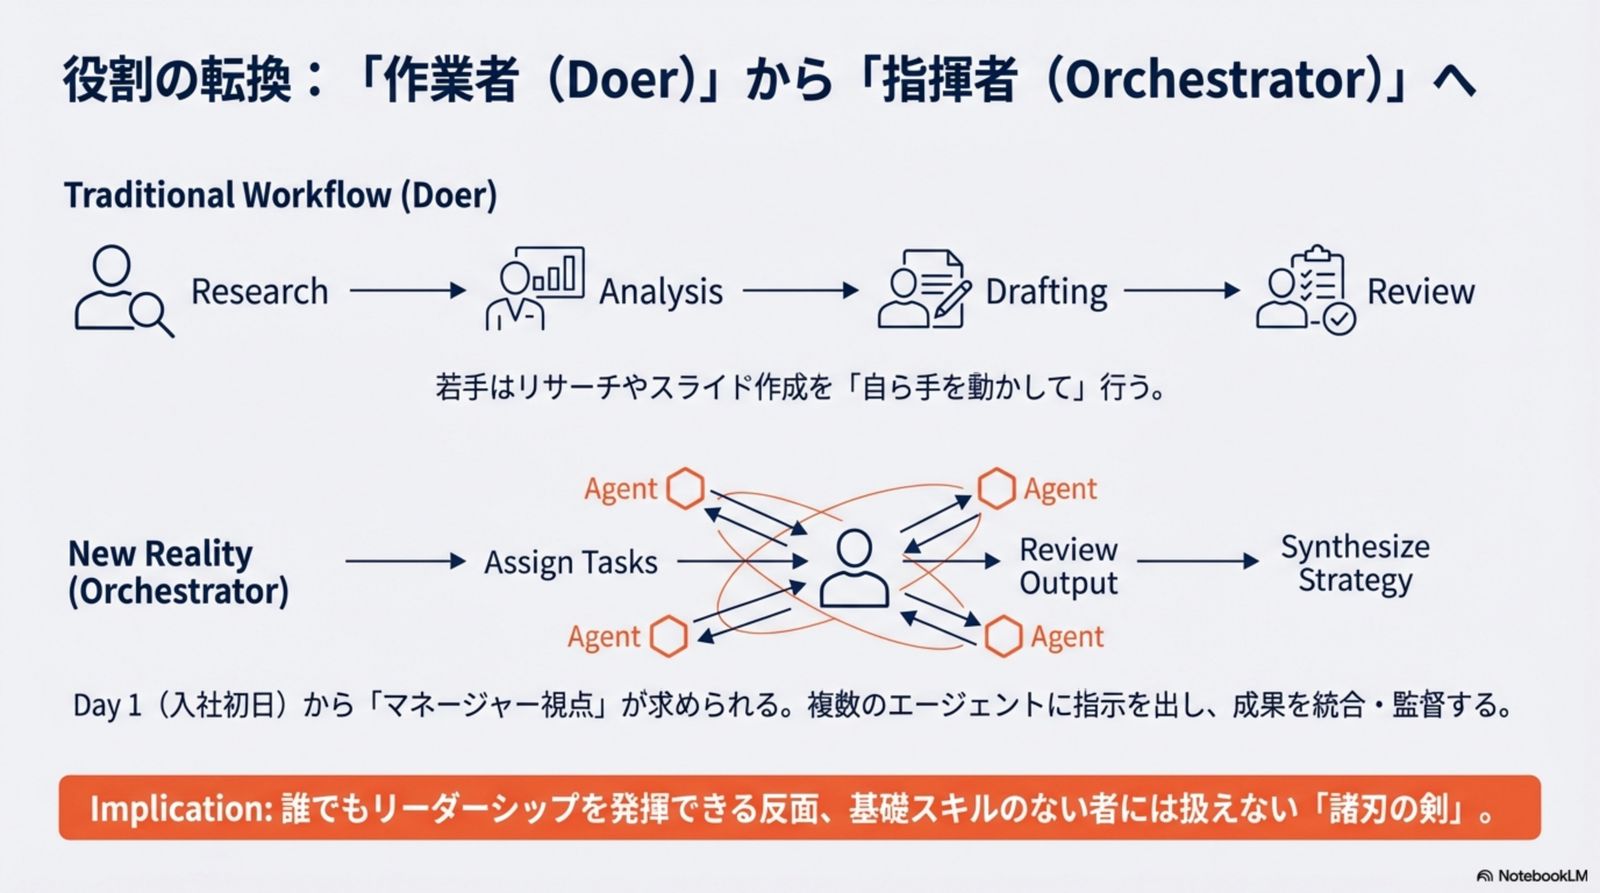 役割の転換：「作業者（Doer）」から「指揮者（Orchestrator）」へ
Traditional Workflow (Doer)
Research
Analysis
Drafting
Review
若手はリサーチやスライド作成を「自ら手を動かして」行う。
Agent
Agent
New Reality
(Orchestrator)
Assign Tasks
Review
Output
Synthesize
Strategy
Agent
Agent
Day 1（入社初日）から「マネージャー視点」が求められる。複数のエージェントに指示を出し、成果を統合・監督する。
Implication: 誰でもリーダーシップを発揮できる反面、基礎スキルのない者には扱えない「諸刃の剣」。
NotebookLM